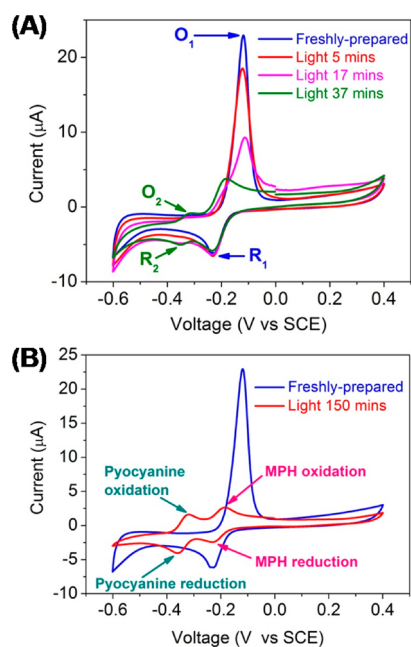 (A)
O1
Freshly-prepared
Light 5 mins
Light 17 mins
Light 37 mins
O2
R2
R1
Current (μA)
20
10
0
-10
-0.6 -0.4 -0.2 0.0 0.2 0.4
Voltage (V vs SCE)
(B)
Freshly-prepared
Light 150 mins
Pyocyanine
oxidation
MPH oxidation
MPH reduction
Pyocyanine reduction
Current (μA)
25
20
15
10
5
0
-5
-10
-0.6 -0.4 -0.2 0.0 0.2 0.4
Voltage (V vs SCE)